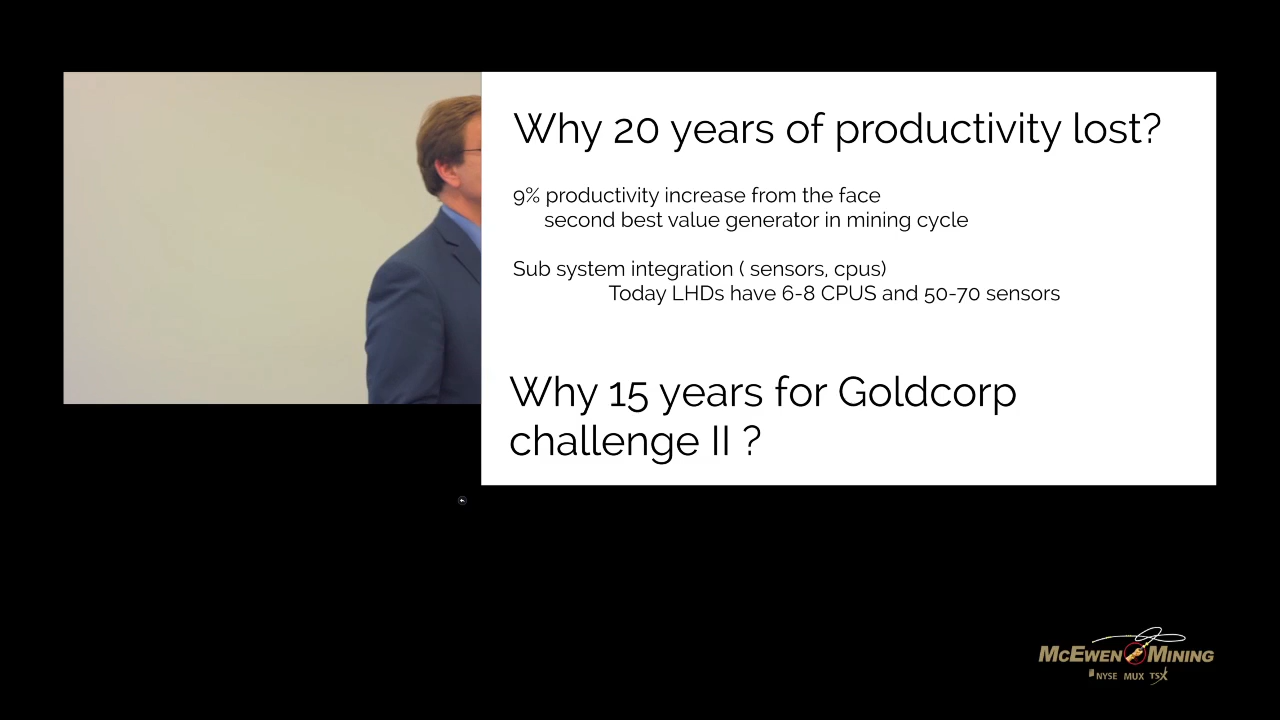 Why 20 years of productivity lost?
9% productivity increase from the face
second best value generator in mining cycle
Sub system integration ( sensors, cpus)
Today LHDs have 6-8 CPUS and 50-70 sensors
Why 15 years for Goldcorp
challenge II ?
MCEWEN MINING
NYSE MUX TSX